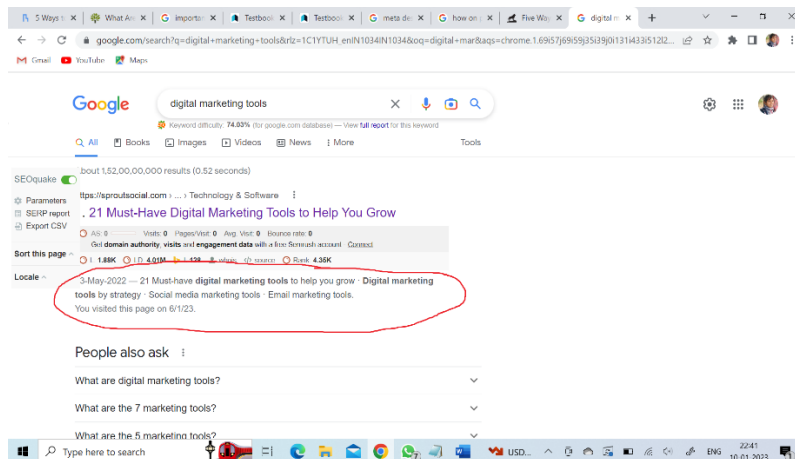 5 Ways t
What Are
importan
Testbook
Testbook
meta des
how on p
Five Way
digital m
google.com/search?q=digital+marketing+tools&rlz=1C1YTUH_enIN1034IN1034&oq=digital+mar&aqs=chrome.1.69i57j69i59j35i39j0i131i433i512l2...
Gmail YouTube Maps
Google digital marketing tools
Keyword difficulty: 74.03% (for google.com database) — View full report for this keyword
All Books Images Videos News More Tools
bout 1,52,00,00,000 results (0.52 seconds)
SEOquake
ttps://sproutsocial.com › ... › Technology & Software
Parameters
SERP report
Export CSV
. 21 Must-Have Digital Marketing Tools to Help You Grow
AS: 0 Visits: 0 Pages/Visit: 0 Avg. Visit: 0 Bounce rate: 0
Get domain authority, visits and engagement data with a free Semrush account Connect
Sort this page
I 1.88K LD 4.01M I 138 whois source Rank 4.36K
Locale
3-May-2022 — 21 Must-have digital marketing tools to help you grow · Digital marketing
tools by strategy · Social media marketing tools · Email marketing tools.
You visited this page on 6/1/23.
People also ask
What are digital marketing tools?
What are the 7 marketing tools?
What are the 5 marketing tools?
Type here to search
USD...
ENG
22:41
10-01-2023